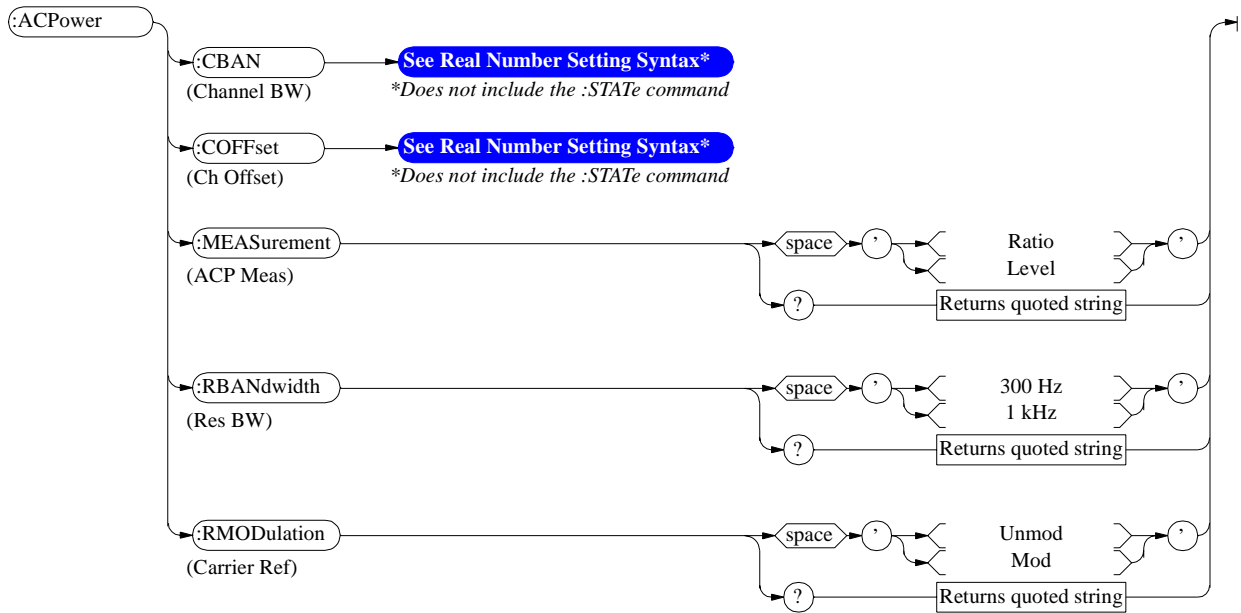 :ACPower
:CBAN
See Real Number Setting Syntax*
(Channel BW)
*Does not include the :STATe command
:COFFset
See Real Number Setting Syntax*
(Ch Offset)
*Does not include the :STATe command
:MEASurement
space
’
Ratio
’
Level
(ACP Meas)
?
Returns quoted string
:RBANdwidth
space
’
300 Hz
’
1 kHz
(Res BW)
?
Returns quoted string
:RMODulation
space
’
Unmod
’
Mod
(Carrier Ref)
?
Returns quoted string